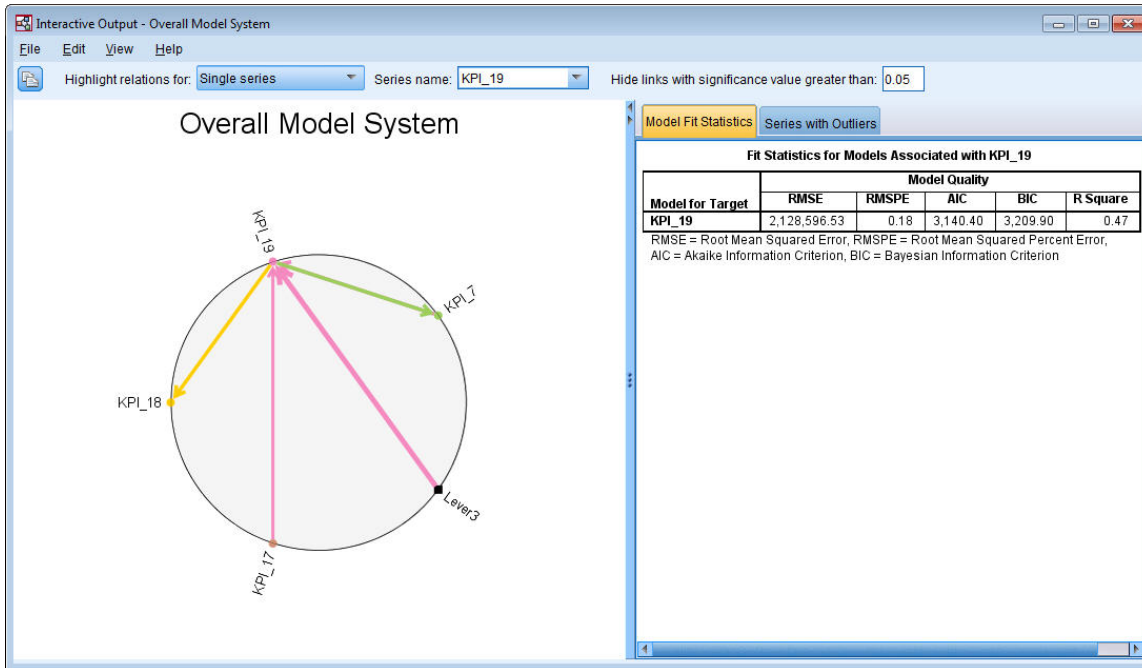 Interactive Output - Overall Model System
File Edit View Help
Highlight relations for: Single series Series name: KPI_19 Hide links with significance value greater than: 0.05
Overall Model System
KPI_19
KPI_7
KPI_18
Lever3
KPI_17
Model Fit Statistics Series with Outliers
Fit Statistics for Models Associated with KPI_19
Model for Target Model Quality
RMSE RMSPE AIC BIC R Square
KPI_19 2,128,596.53 0.18 3,140.40 3,209.90 0.47
RMSE = Root Mean Squared Error, RMSPE = Root Mean Squared Percent Error,
AIC = Akaike Information Criterion, BIC = Bayesian Information Criterion